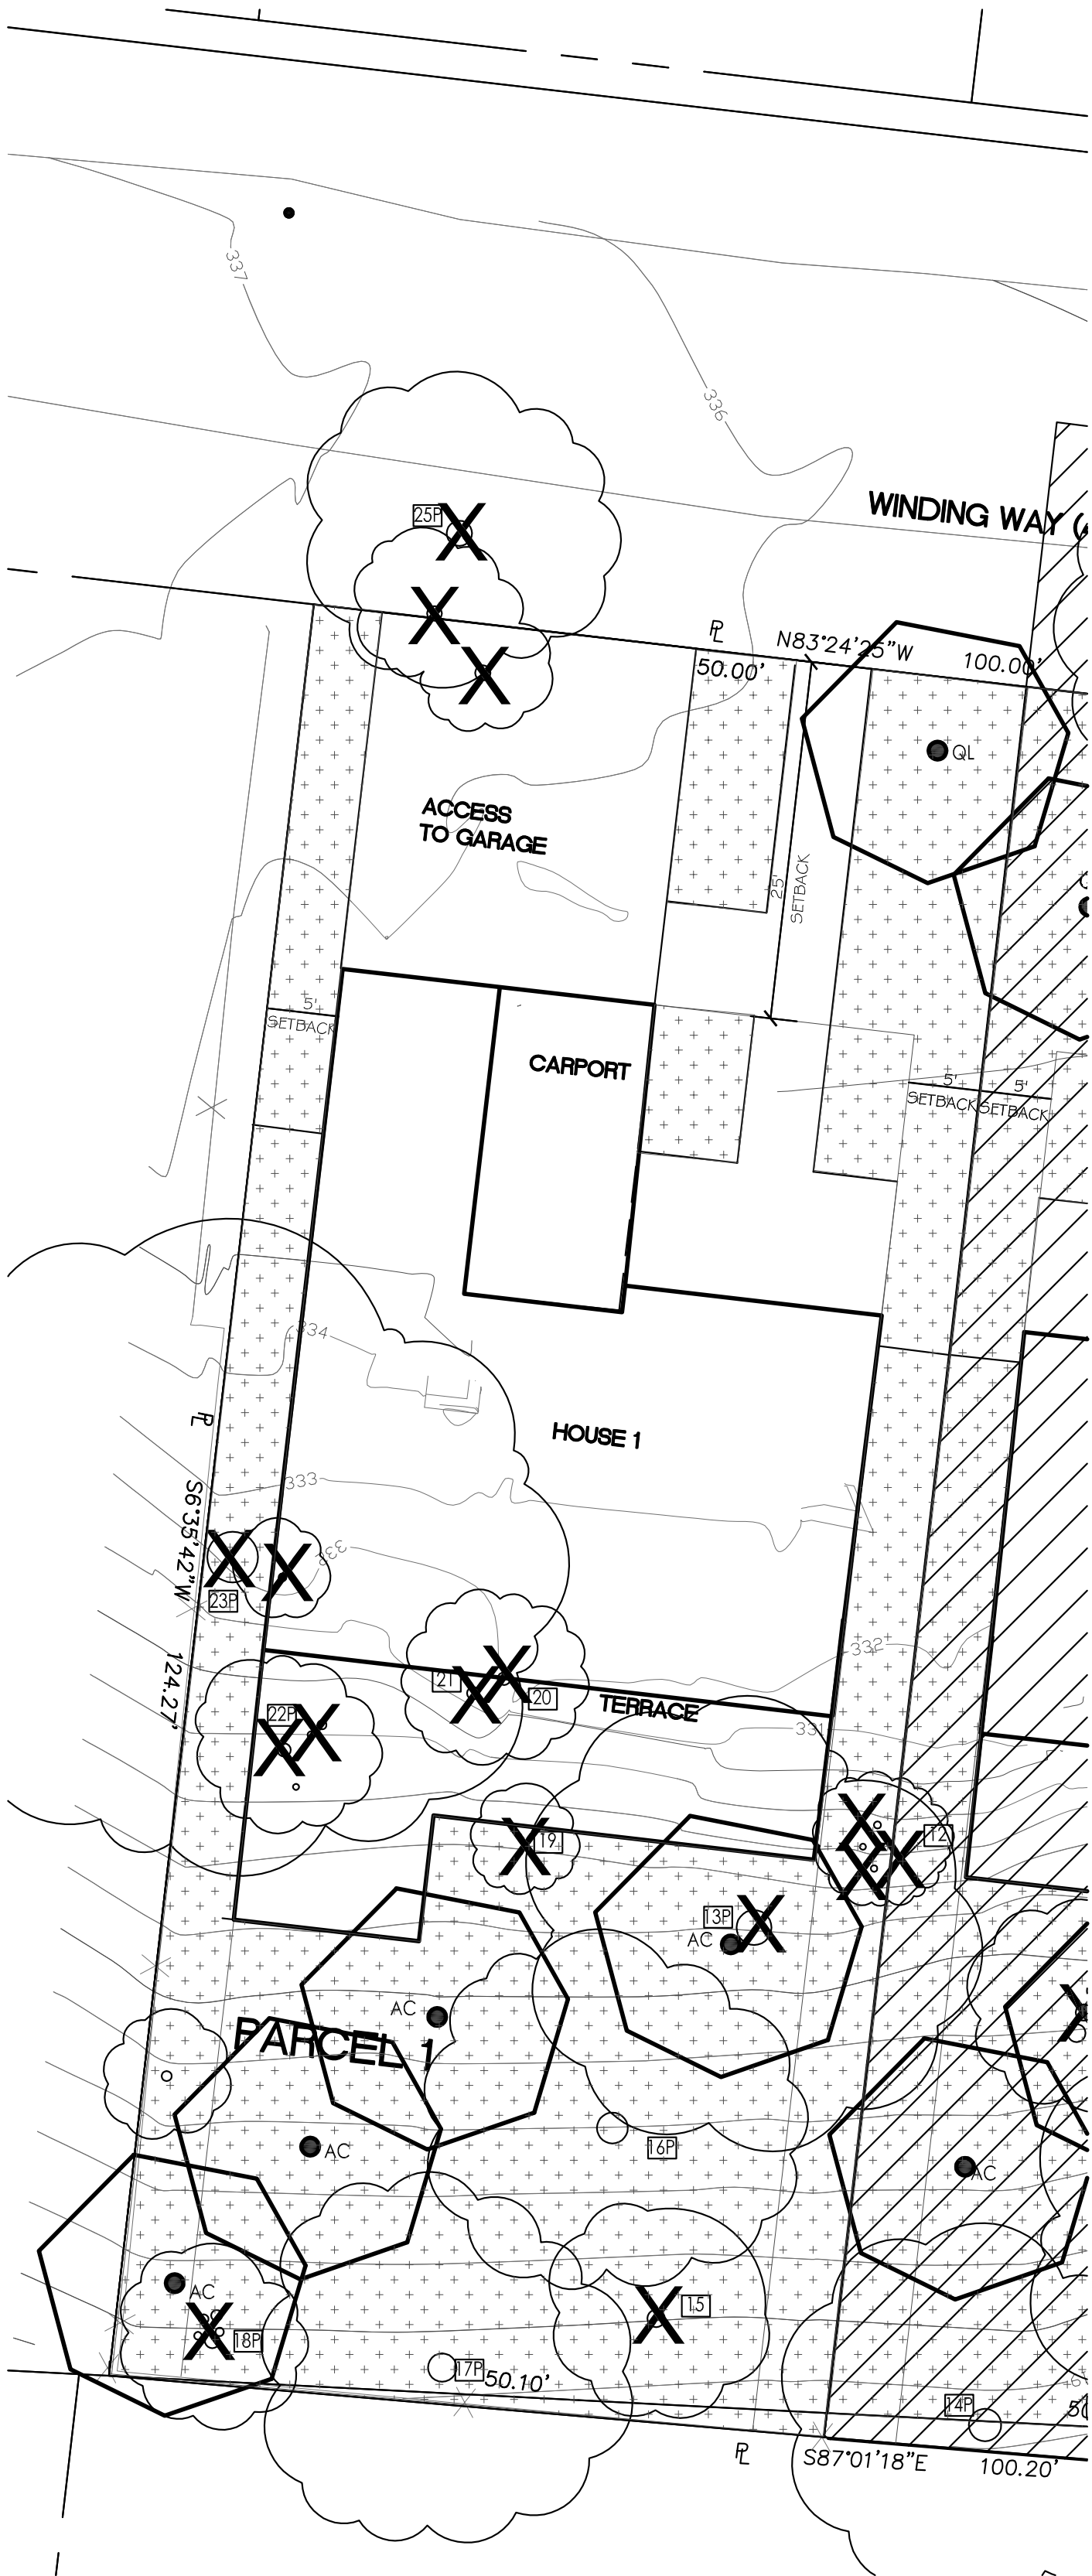 337
336
25P
WINDING WAY (
℄
N83°24'25"W
100.00'
50.00'
QL
ACCESS
TO GARAGE
25'
SETBACK
5'
SETBACK
CARPORT
5'
SETBACK
5'
SETBACK
334
℄
HOUSE 1
333
S6°35'42"W
333
23P
332
124.27'
21
20
TERRACE
22P
331
19
12
13P
AC
AC
PARCEL 1
16P
AC
AC
AC
15
18P
17P
50.10'
14P
℄
S87°01'18"E
100.20'